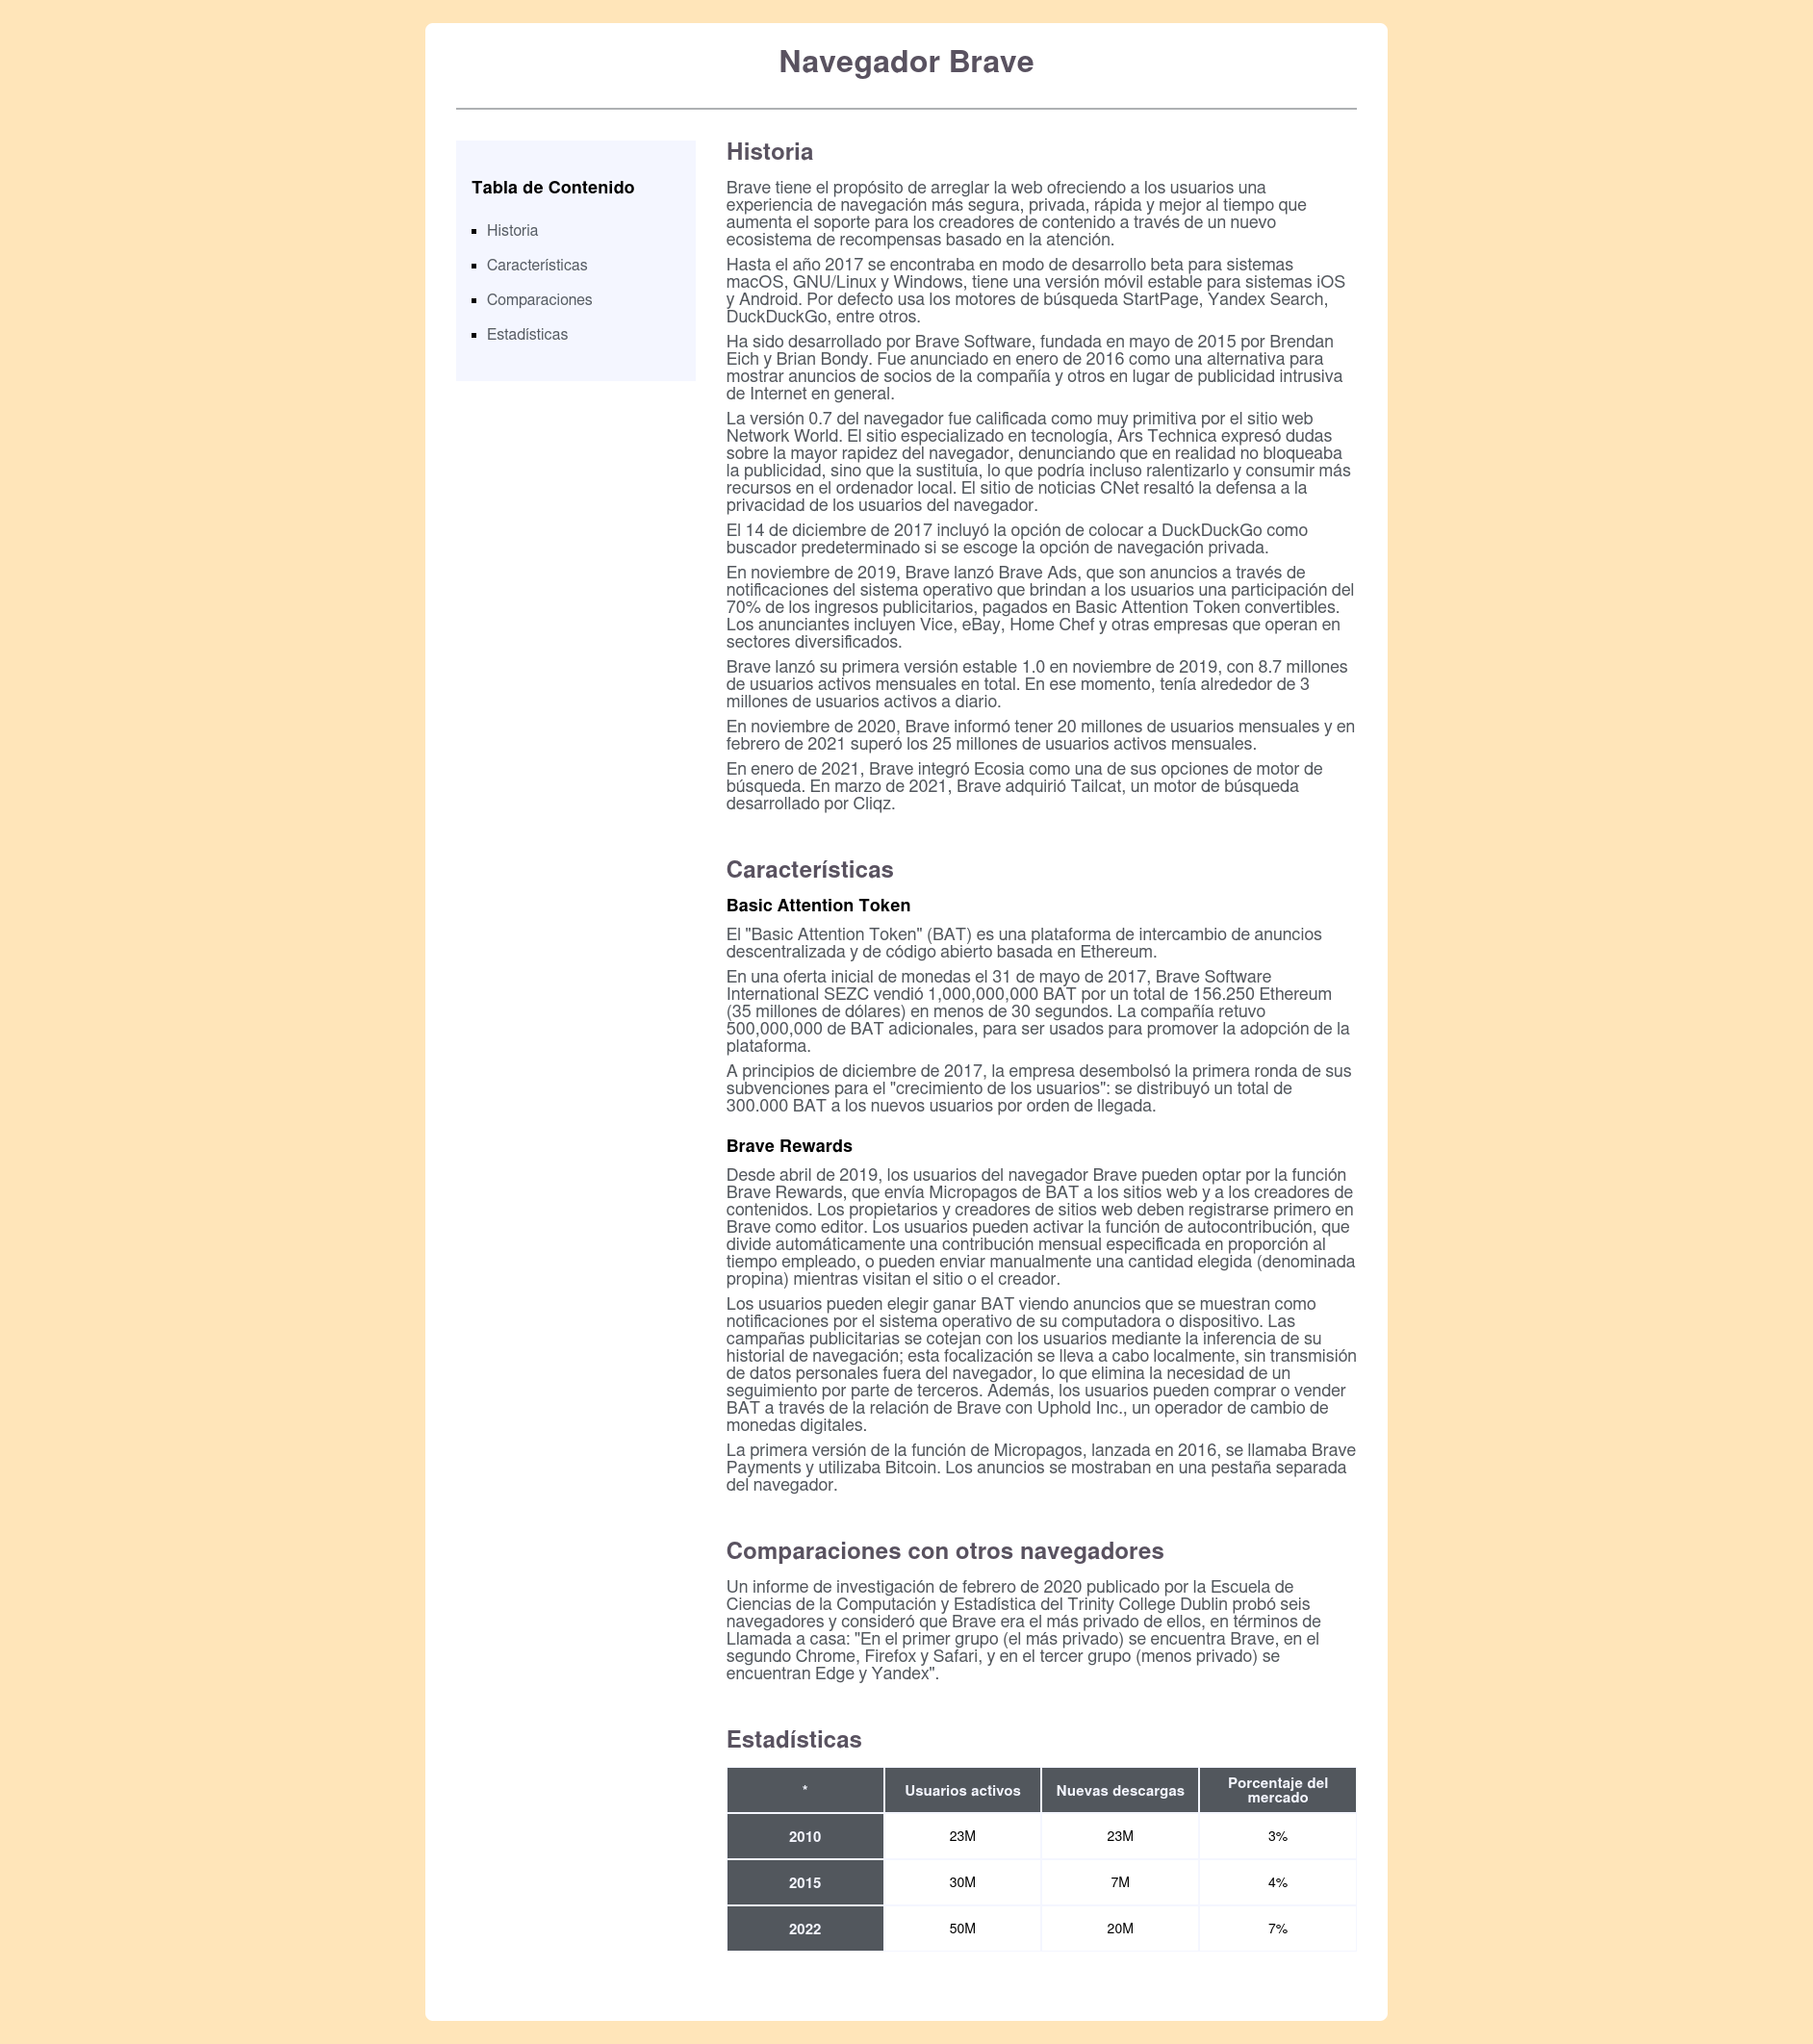 Navegador Brave
Tabla de Contenido
Historia
Características
Comparaciones
Estadísticas
Historia
Brave tiene el propósito de arreglar la web ofreciendo a los usuarios una
experiencia de navegación más segura, privada, rápida y mejor al tiempo que
aumenta el soporte para los creadores de contenido a través de un nuevo
ecosistema de recompensas basado en la atención.
Hasta el año 2017 se encontraba en modo de desarrollo beta para sistemas
macOS, GNU/Linux y Windows, tiene una versión móvil estable para sistemas iOS
y Android. Por defecto usa los motores de búsqueda StartPage, Yandex Search,
DuckDuckGo, entre otros.
Ha sido desarrollado por Brave Software, fundada en mayo de 2015 por Brendan
Eich y Brian Bondy. Fue anunciado en enero de 2016 como una alternativa para
mostrar anuncios de socios de la compañía y otros en lugar de publicidad intrusiva
de Internet en general.
La versión 0.7 del navegador fue calificada como muy primitiva por el sitio web
Network World. El sitio especializado en tecnología, Ars Technica expresó dudas
sobre la mayor rapidez del navegador, denunciando que en realidad no bloqueaba
la publicidad, sino que la sustituía, lo que podría incluso ralentizarlo y consumir más
recursos en el ordenador local. El sitio de noticias CNet resaltó la defensa a la
privacidad de los usuarios del navegador.
El 14 de diciembre de 2017 incluyó la opción de colocar a DuckDuckGo como
buscador predeterminado si se escoge la opción de navegación privada.
En noviembre de 2019, Brave lanzó Brave Ads, que son anuncios a través de
notificaciones del sistema operativo que brindan a los usuarios una participación del
70% de los ingresos publicitarios, pagados en Basic Attention Token convertibles.
Los anunciantes incluyen Vice, eBay, Home Chef y otras empresas que operan en
sectores diversificados.
Brave lanzó su primera versión estable 1.0 en noviembre de 2019, con 8.7 millones
de usuarios activos mensuales en total. En ese momento, tenía alrededor de 3
millones de usuarios activos a diario.
En noviembre de 2020, Brave informó tener 20 millones de usuarios mensuales y en
febrero de 2021 superó los 25 millones de usuarios activos mensuales.
En enero de 2021, Brave integró Ecosia como una de sus opciones de motor de
búsqueda. En marzo de 2021, Brave adquirió Tailcat, un motor de búsqueda
desarrollado por Cliqz.
Características
Basic Attention Token
El "Basic Attention Token" (BAT) es una plataforma de intercambio de anuncios
descentralizada y de código abierto basada en Ethereum.
En una oferta inicial de monedas el 31 de mayo de 2017, Brave Software
International SEZC vendió 1,000,000,000 BAT por un total de 156.250 Ethereum
(35 millones de dólares) en menos de 30 segundos. La compañía retuvo
500,000,000 de BAT adicionales, para ser usados para promover la adopción de la
plataforma.
A principios de diciembre de 2017, la empresa desembolsó la primera ronda de sus
subvenciones para el "crecimiento de los usuarios": se distribuyó un total de
300.000 BAT a los nuevos usuarios por orden de llegada.
Brave Rewards
Desde abril de 2019, los usuarios del navegador Brave pueden optar por la función
Brave Rewards, que envía Micropagos de BAT a los sitios web y a los creadores de
contenidos. Los propietarios y creadores de sitios web deben registrarse primero en
Brave como editor. Los usuarios pueden activar la función de autocontribución, que
divide automáticamente una contribución mensual especificada en proporción al
tiempo empleado, o pueden enviar manualmente una cantidad elegida (denominada
propina) mientras visitan el sitio o el creador.
Los usuarios pueden elegir ganar BAT viendo anuncios que se muestran como
notificaciones por el sistema operativo de su computadora o dispositivo. Las
campañas publicitarias se cotejan con los usuarios mediante la inferencia de su
historial de navegación; esta focalización se lleva a cabo localmente, sin transmisión
de datos personales fuera del navegador, lo que elimina la necesidad de un
seguimiento por parte de terceros. Además, los usuarios pueden comprar o vender
BAT a través de la relación de Brave con Uphold Inc., un operador de cambio de
monedas digitales.
La primera versión de la función de Micropagos, lanzada en 2016, se llamaba Brave
Payments y utilizaba Bitcoin. Los anuncios se mostraban en una pestaña separada
del navegador.
Comparaciones con otros navegadores
Un informe de investigación de febrero de 2020 publicado por la Escuela de
Ciencias de la Computación y Estadística del Trinity College Dublin probó seis
navegadores y consideró que Brave era el más privado de ellos, en términos de
Llamada a casa: "En el primer grupo (el más privado) se encuentra Brave, en el
segundo Chrome, Firefox y Safari, y en el tercer grupo (menos privado) se
encuentran Edge y Yandex".
Estadísticas
* Usuarios activos Nuevas descargas Porcentaje del mercado
2010 23M 23M 3%
2015 30M 7M 4%
2022 50M 20M 7%